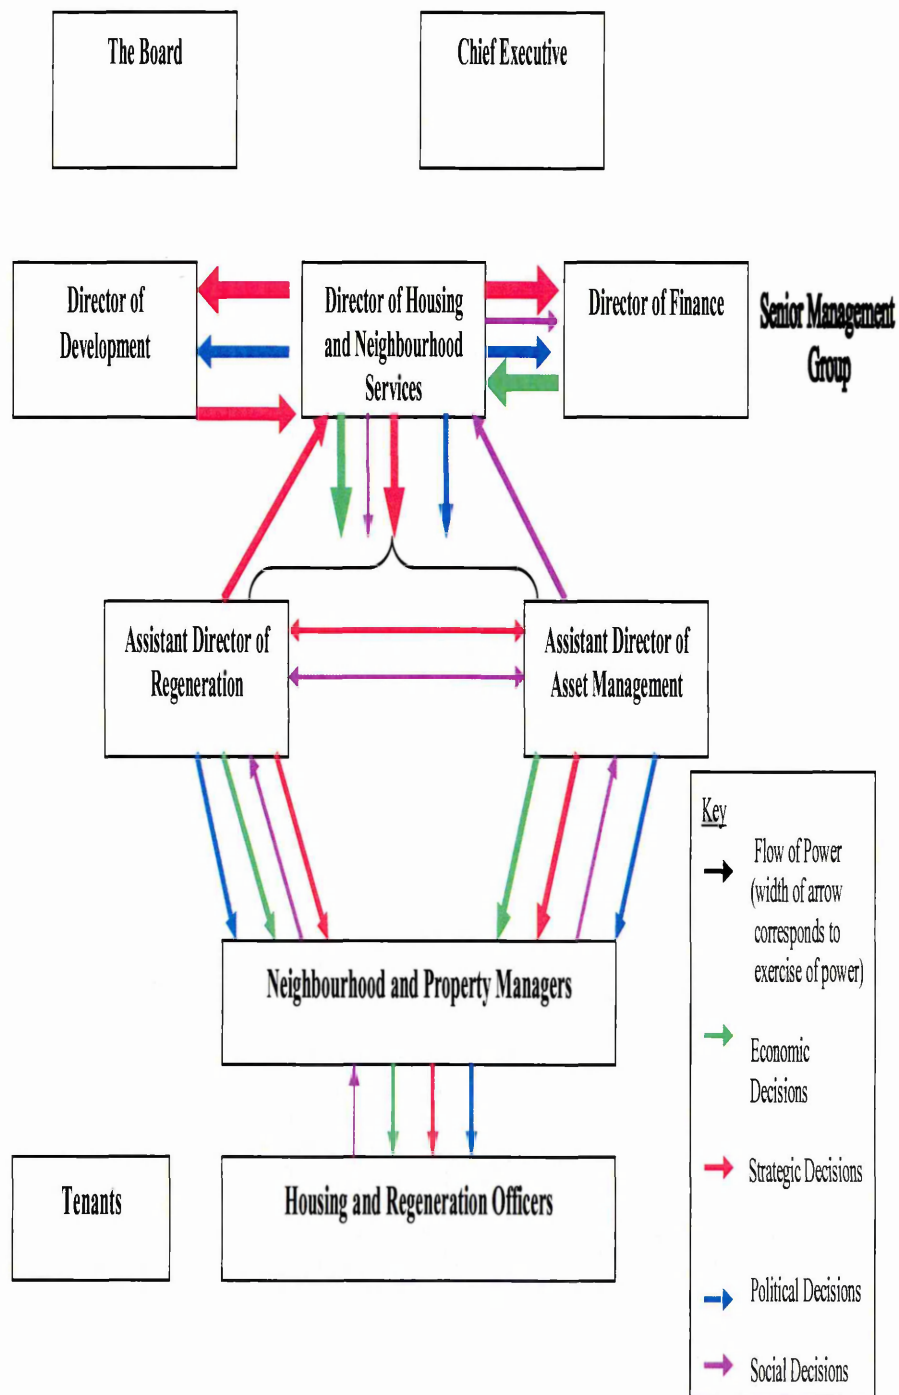 The Board
Chief Executive
Director of
Development
Director of Housing
and Neighbourhood
Services
Director of Finance
Senior Management
Group
Assistant Director of
Regeneration
Assistant Director of
Asset Management
Neighbourhood and Property Managers
Tenants
Housing and Regeneration Officers
Key
Flow of Power
(width of arrow
corresponds to
exercise of power)
Economic
Decisions
Strategic Decisions
Political Decisions
Social Decisions